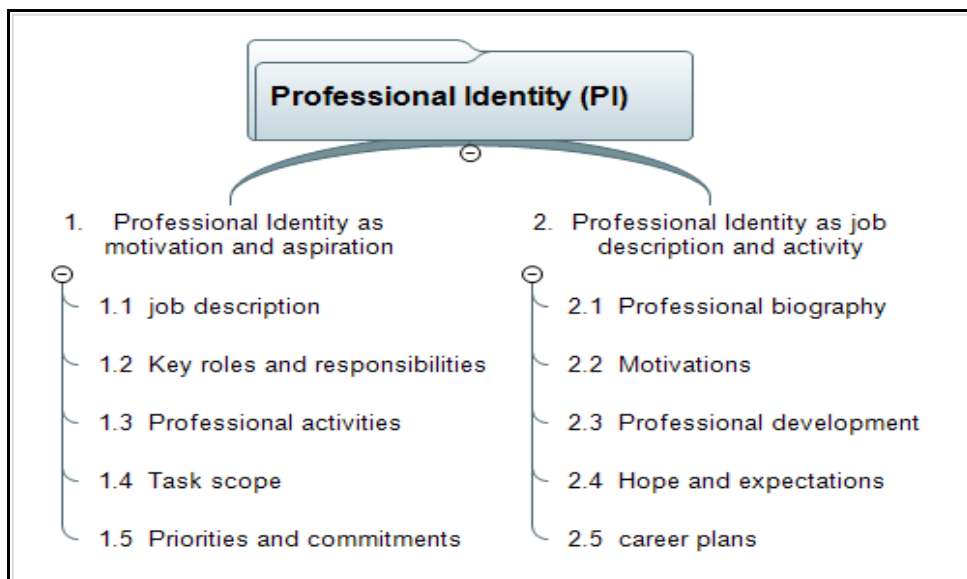 Professional Identity (PI)
1. Professional Identity as
motivation and aspiration
1.1 job description
1.2 Key roles and responsibilities
1.3 Professional activities
1.4 Task scope
1.5 Priorities and commitments
2. Professional Identity as job
description and activity
2.1 Professional biography
2.2 Motivations
2.3 Professional development
2.4 Hope and expectations
2.5 career plans